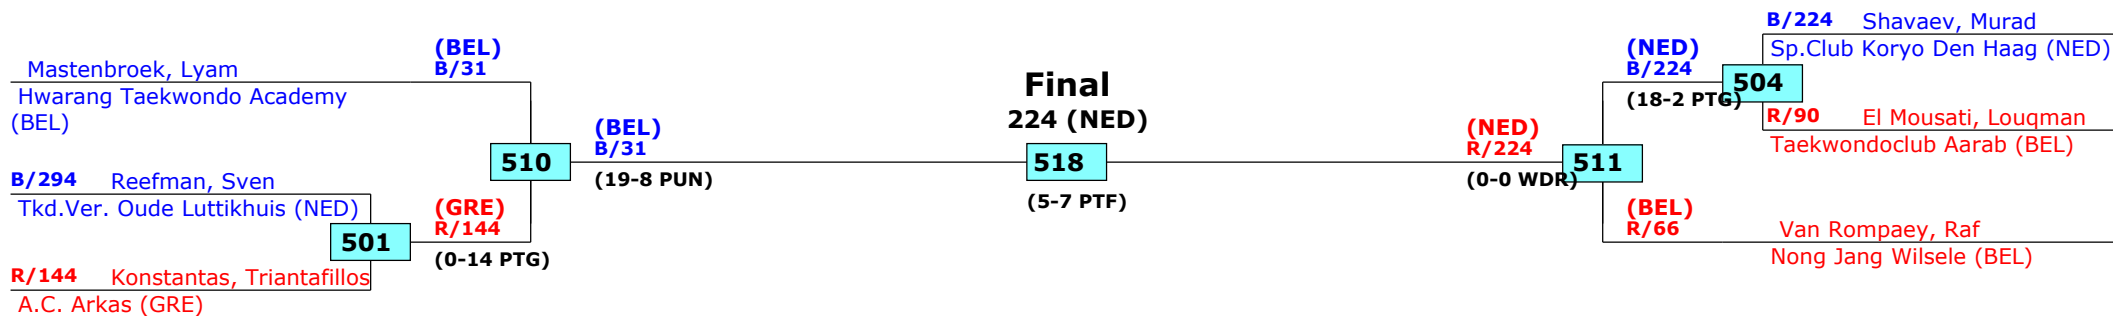 (BEL)
B/31
Mastenbroek, Lyam
Hwarang Taekwondo Academy
(BEL)
510
(BEL)
B/31
(19-8 PUN)
B/294 Reefman, Sven
Tkd.Ver. Oude Luttikhuis (NED)
501
(GRE)
R/144
(0-14 PTG)
R/144 Konstantas, Triantafillos
A.C. Arkas (GRE)
Final
224 (NED)
518
(5-7 PTF)
(NED)
R/224
(0-0 WDR)
511
(NED)
B/224
(18-2 PTG)
504
B/224 Shavaev, Murad
Sp.Club Koryo Den Haag (NED)
R/90 El Mousati, Louqman
Taekwondoclub Aarab (BEL)
(BEL)
R/66
Van Rompaey, Raf
Nong Jang Wilsele (BEL)